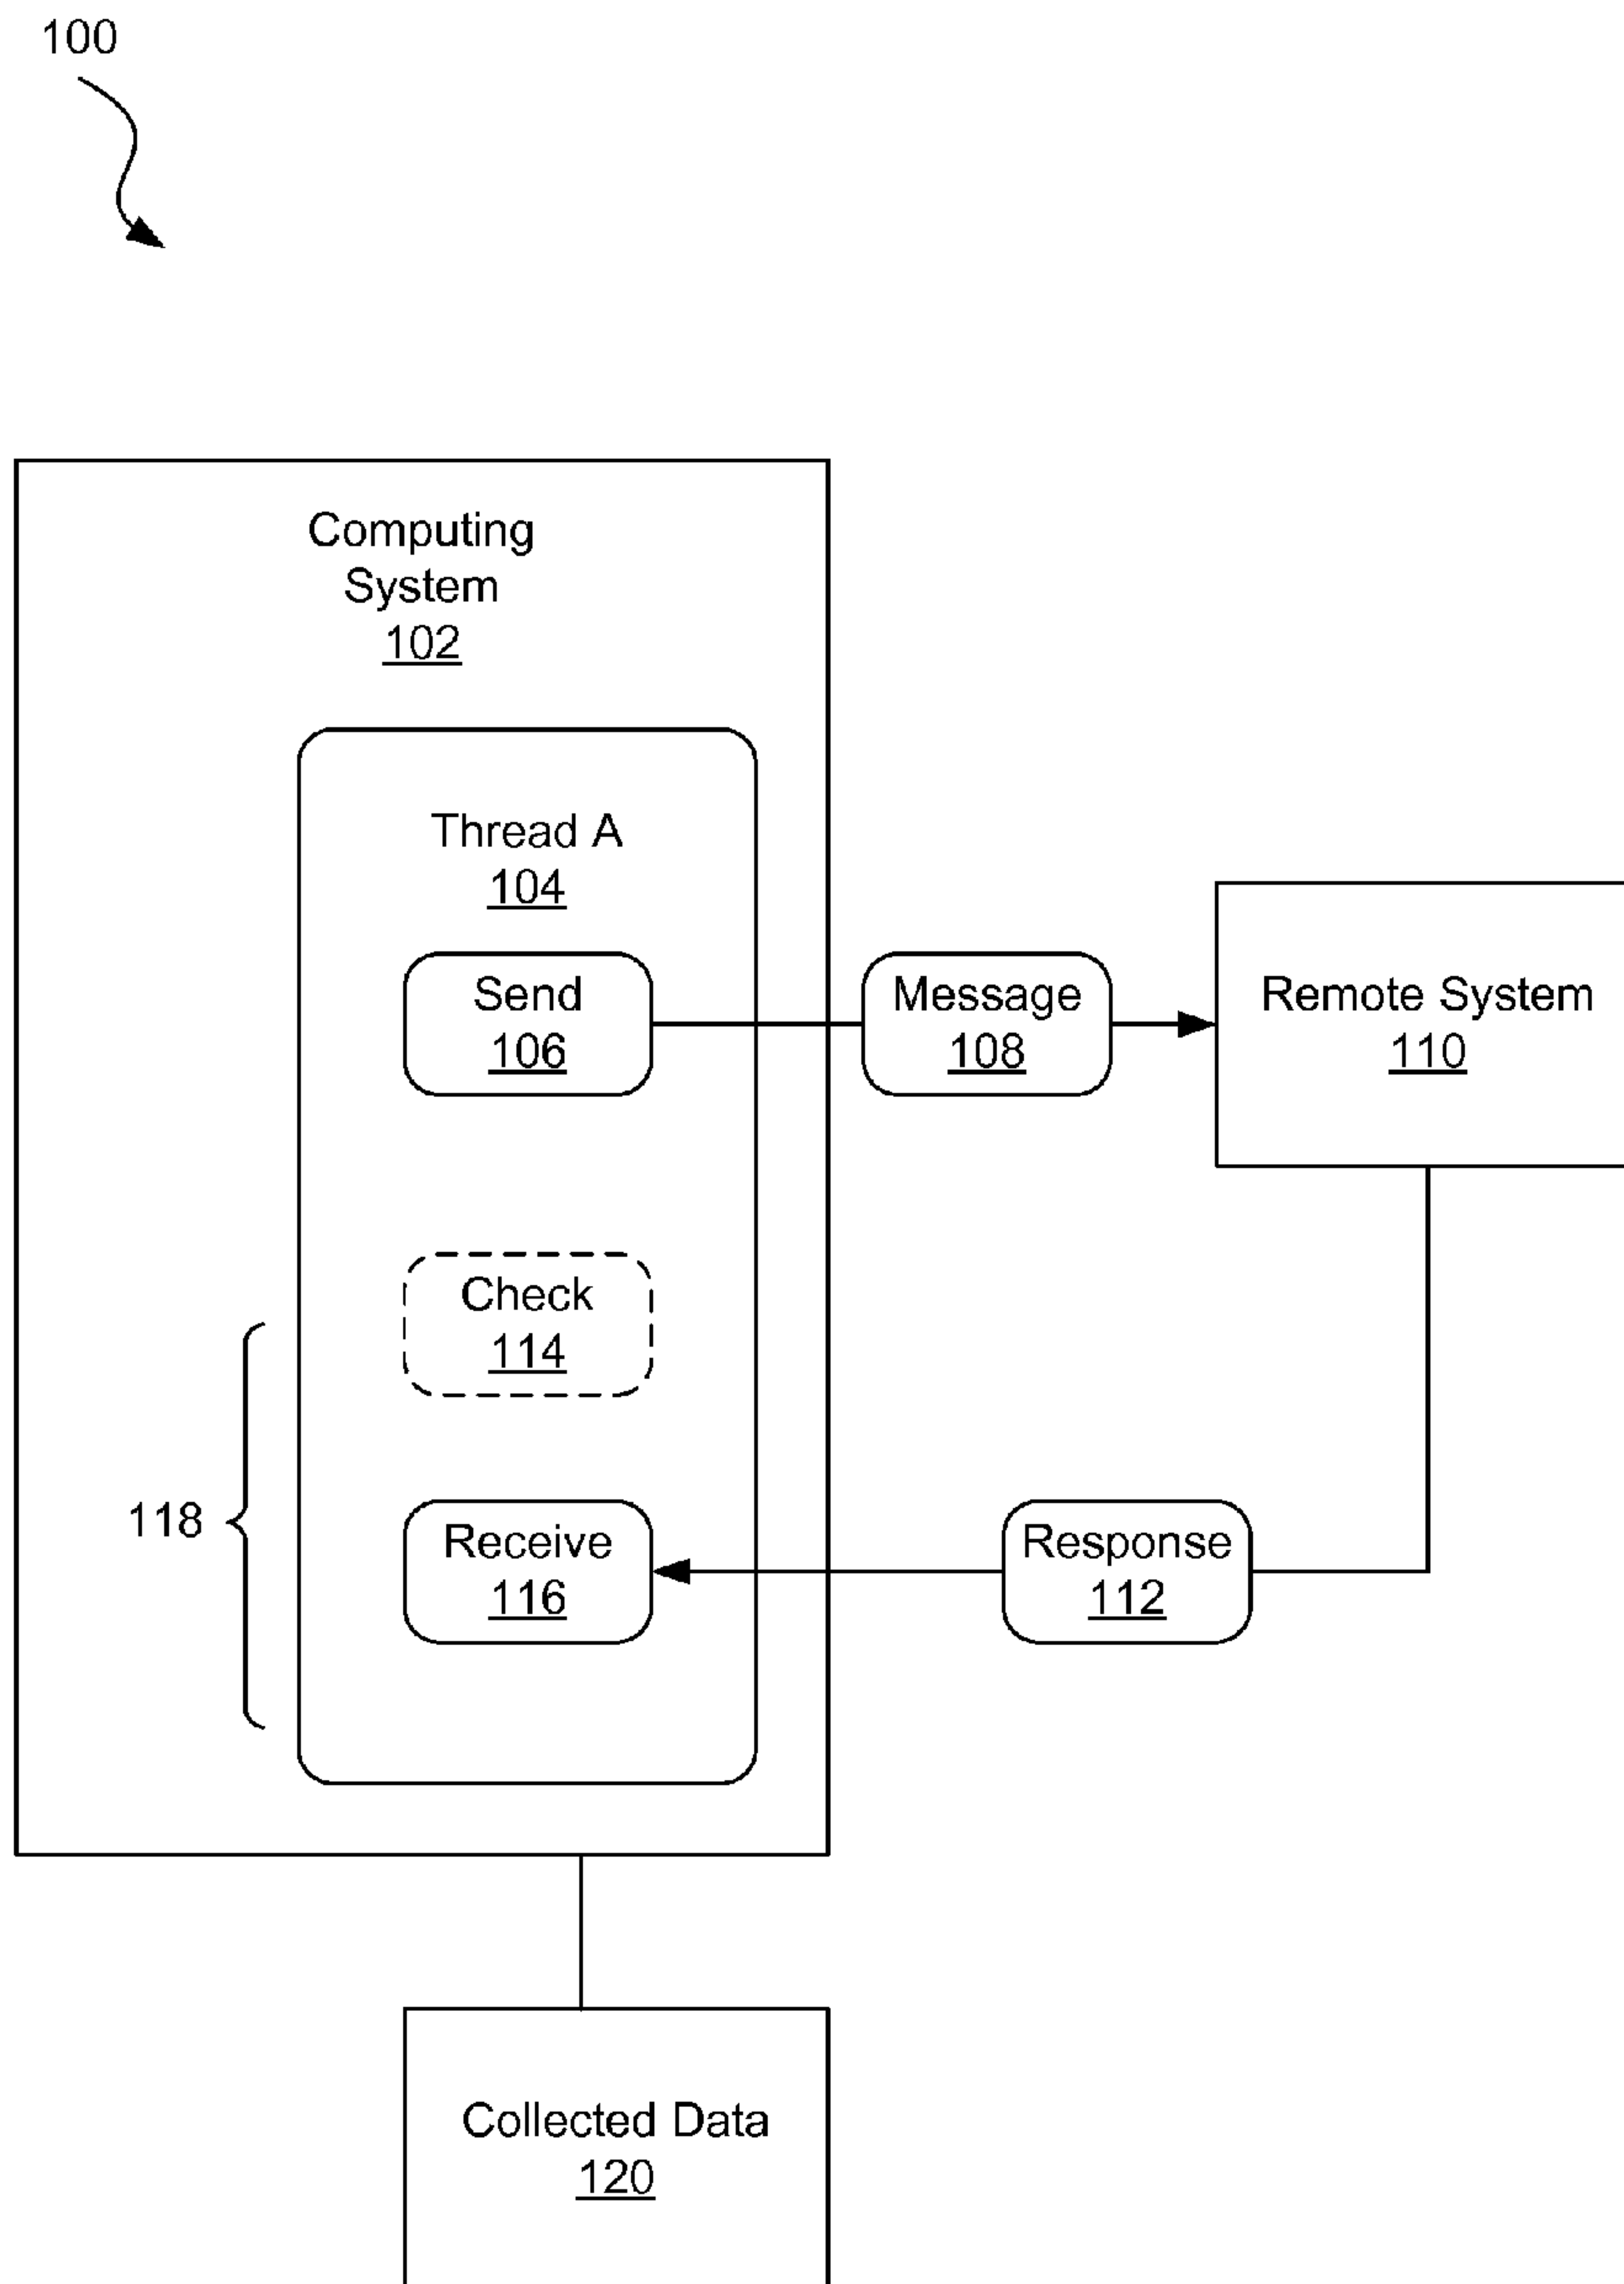 100
Computing
System
102
Thread A
104
Send
106
Message
108
Remote System
110
Check
114
118
Receive
116
Response
112
Collected Data
120